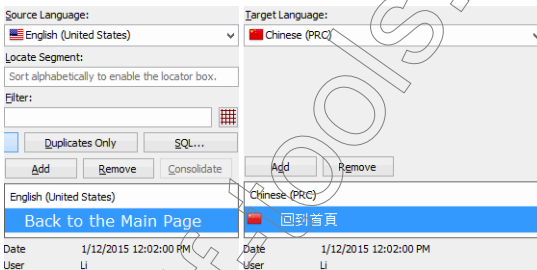 Source Language: Target Language:
English (United States) Chinese (PRC)
Locate Segment:
Sort alphabetically to enable the locator box.
Filter:
Duplicates Only SQL...
Add Remove Consolidate Add Remove
English (United States) Chinese (PRC)
Back to the Main Page 回到首頁
Date 1/12/2015 12:02:00 PM Date 1/12/2015 12:02:00 PM
User Li User Li